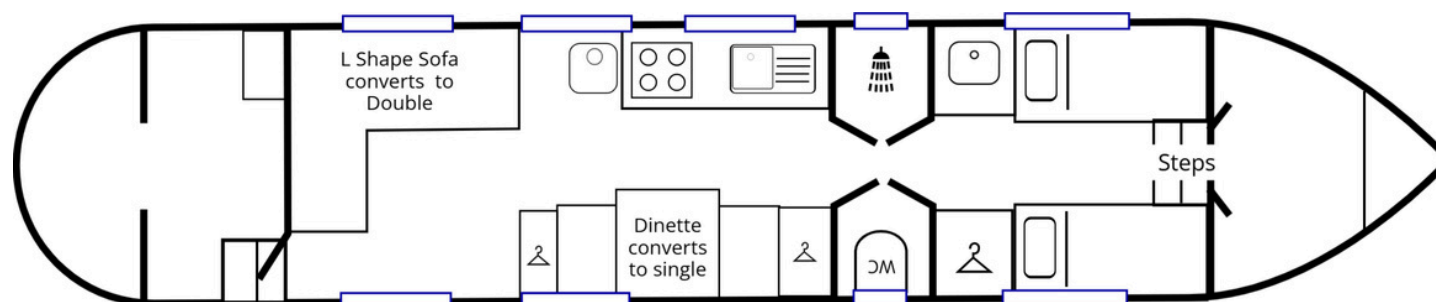 L Shape Sofa
converts to
Double
Steps
Dinette
converts
to single
WC